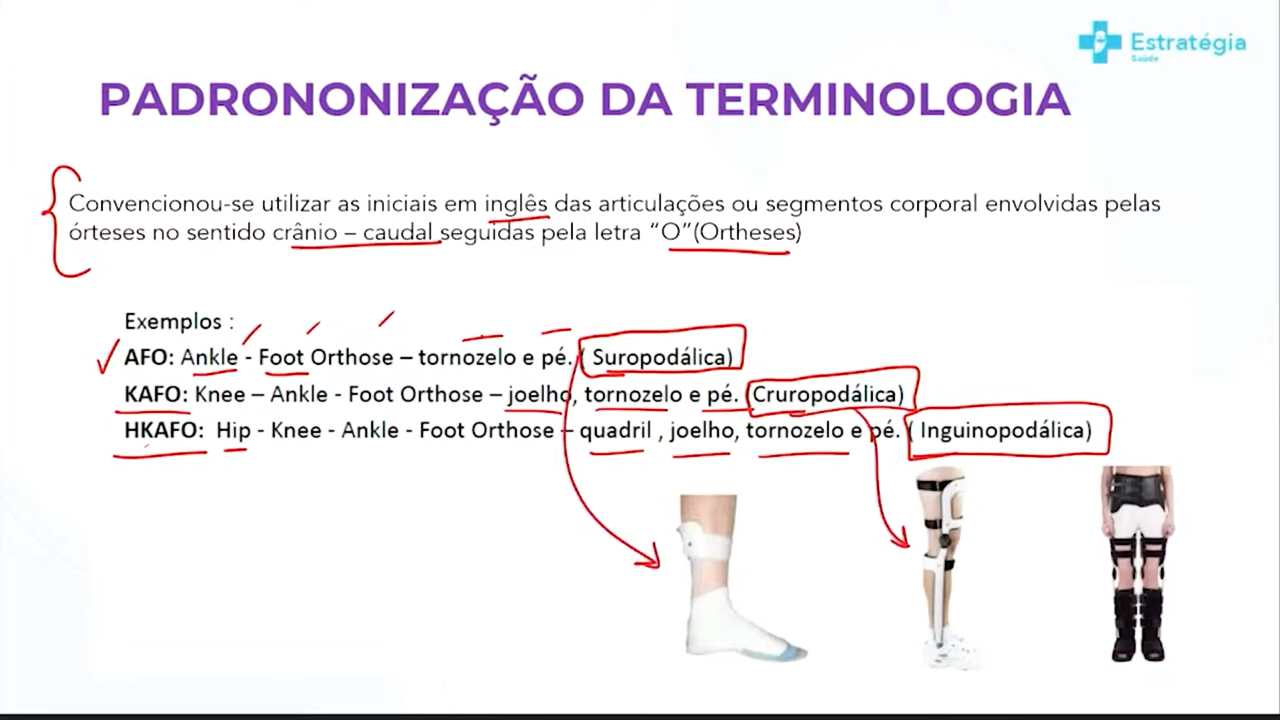 Estratégia
Saúde
PADRONONIZAÇÃO DA TERMINOLOGIA
Convencionou-se utilizar as iniciais em inglês das articulações ou segmentos corporal envolvidas pelas
órteses no sentido crânio – caudal seguidas pela letra “O”(Ortheses)
Exemplos :
AFO: Ankle - Foot Orthose – tornozelo e pé. ( Suropodálica)
KAFO: Knee – Ankle - Foot Orthose – joelho, tornozelo e pé. (Cruropodálica)
HKAFO: Hip - Knee - Ankle - Foot Orthose – quadril , joelho, tornozelo e pé. ( Inguinopodálica)